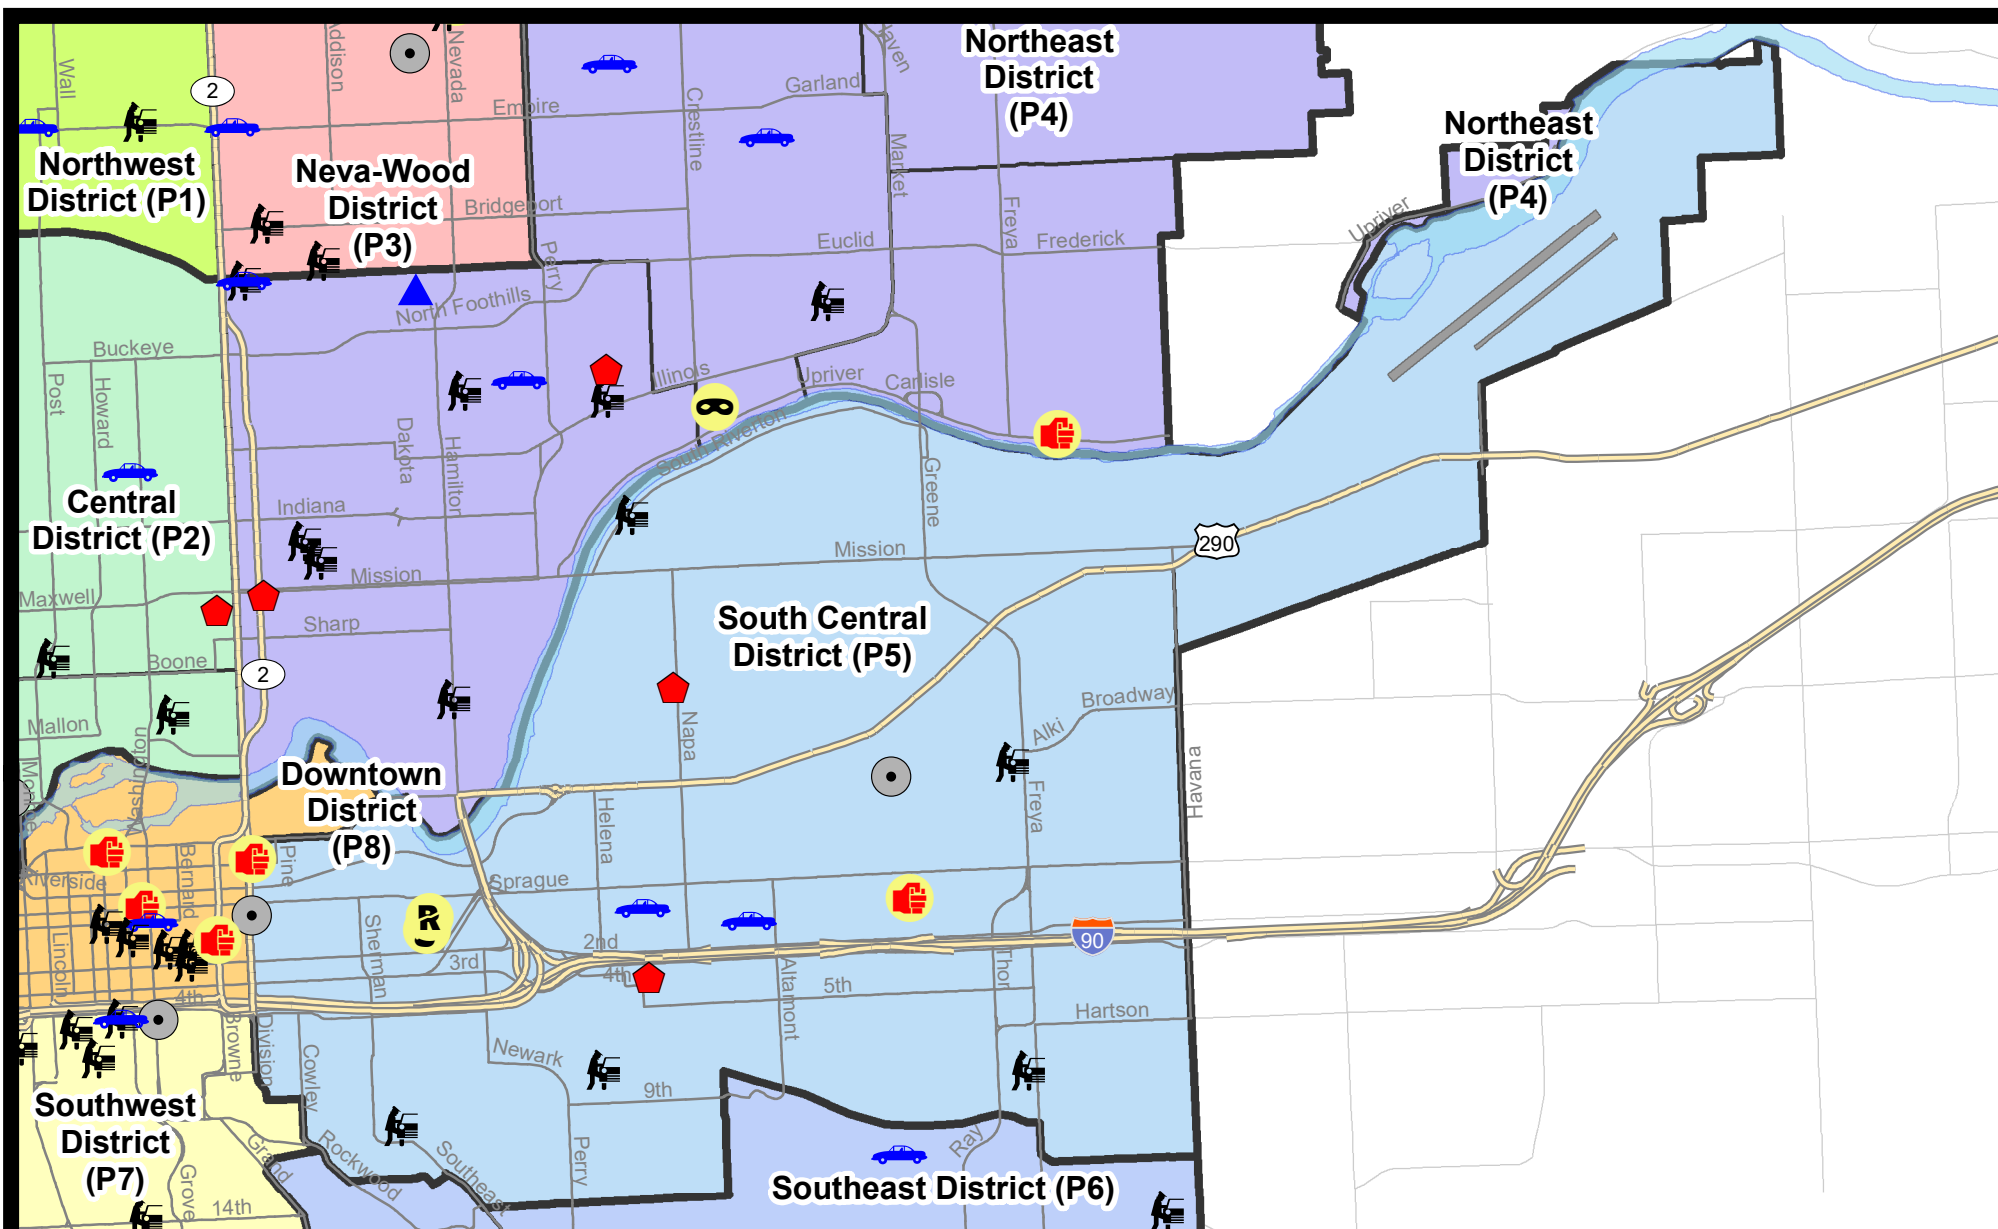 Northeast
District
(P4)
Northeast
District
(P4)
Northwest
District (P1)
Neva-Wood
District
(P3)
Central
District (P2)
South Central
District (P5)
Downtown
District
(P8)
Southwest
District
(P7)
Southeast District (P6)
Wall
Nevada
Empire
Garland
Crestline
Market
Bridgeport
Perry
Euclid
Freya
Frederick
Upriver
North Foothills
Buckeye
Post
Howard
Dakota
Hamilton
Illinois
Upriver
Carlisle
South Riverton
Greene
Indiana
Mission
Mission
Maxwell
Sharp
Boone
Mallon
Washington
Napa
Broadway
Alki
Havana
Freya
Helena
Riverside
Bernard
Pine
Sprague
Sherman
Lincoln
2nd
3rd
4th
4th
5th
Altamont
Thor
Hartson
Browne
Division
Cowley
Newark
9th
Perry
Rockwood
Southeast
Grand
Grove
14th
Ray
2
2
290
90
R